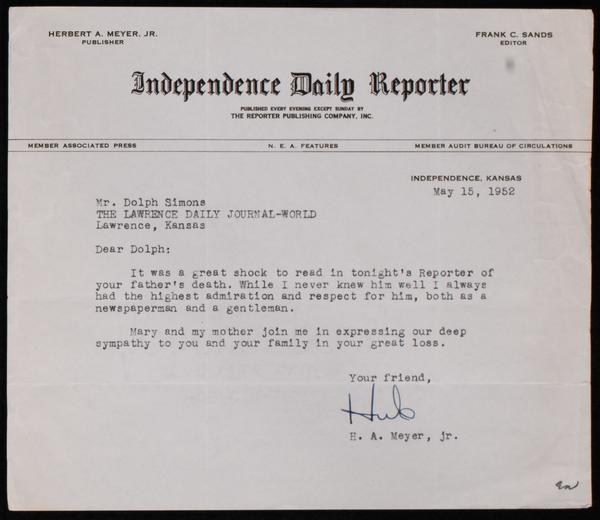 HERBERT A. MEYER, JR.
PUBLISHER
FRANK C. SANDS
EDITOR
Independence Daily Reporter
PUBLISHED EVERY EVENING EXCEPT SUNDAY BY
THE REPORTER PUBLISHING COMPANY, INC.
MEMBER ASSOCIATED PRESS N. E. A. FEATURES MEMBER AUDIT BUREAU OF CIRCULATIONS
INDEPENDENCE, KANSAS
May 15, 1952
Mr. Dolph Simons
THE LAWRENCE DAILY JOURNAL-WORLD
Lawrence, Kansas
Dear Dolph:
It was a great shock to read in tonight's Reporter of
your father's death. While I never knew him well I always
had the highest admiration and respect for him, both as a
newspaperman and a gentleman.
Mary and my mother join me in expressing our deep
sympathy to you and your family in your great loss.
Your friend,
Hub
H. A. Meyer, jr.